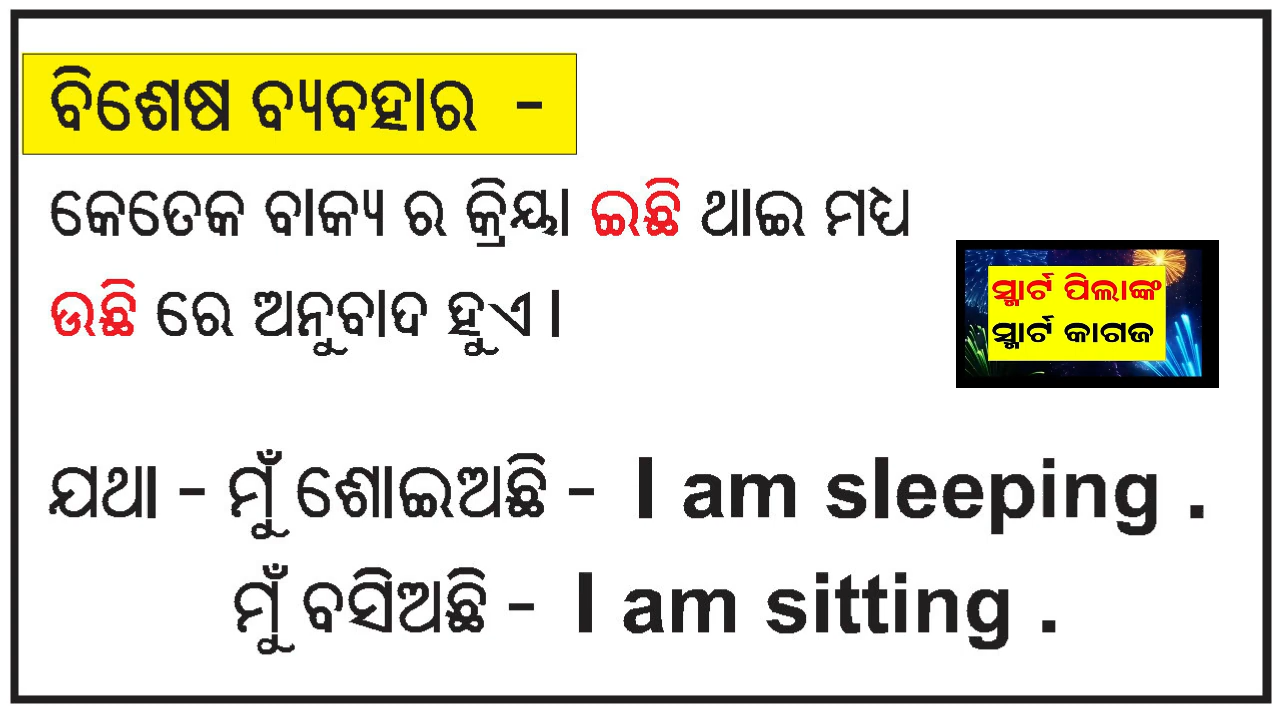 ବିଶେଷ ବ୍ୟବହାର -
କେତେକ ବାକ୍ୟ ର କ୍ରିୟା ଇଛି ଥାଇ ମଧ୍ୟ
ଉଛି ରେ ଅନୁବାଦ ହୁଏ ।
ସ୍ମାର୍ଟ ପିଲାଙ୍କ
ସ୍ମାର୍ଟ କାଗଜ
ଯଥା - ମୁଁ ଶୋଇଅଛି - I am sleeping .
ମୁଁ ବସିଅଛି - I am sitting .